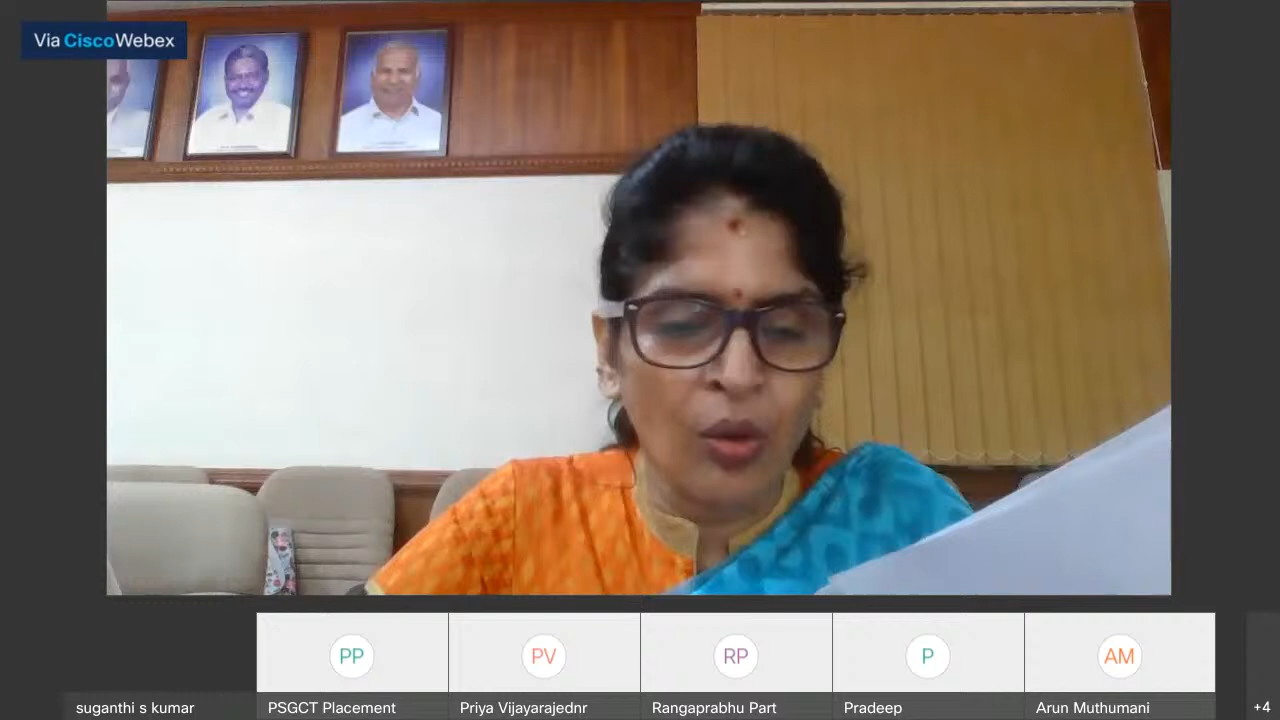 Via CiscoWebex
PP
PV
RP
P
AM
suganthi s kumar
PSGCT Placement
Priya Vijayarajednr
Rangaprabhu Part
Pradeep
Arun Muthumani
+4